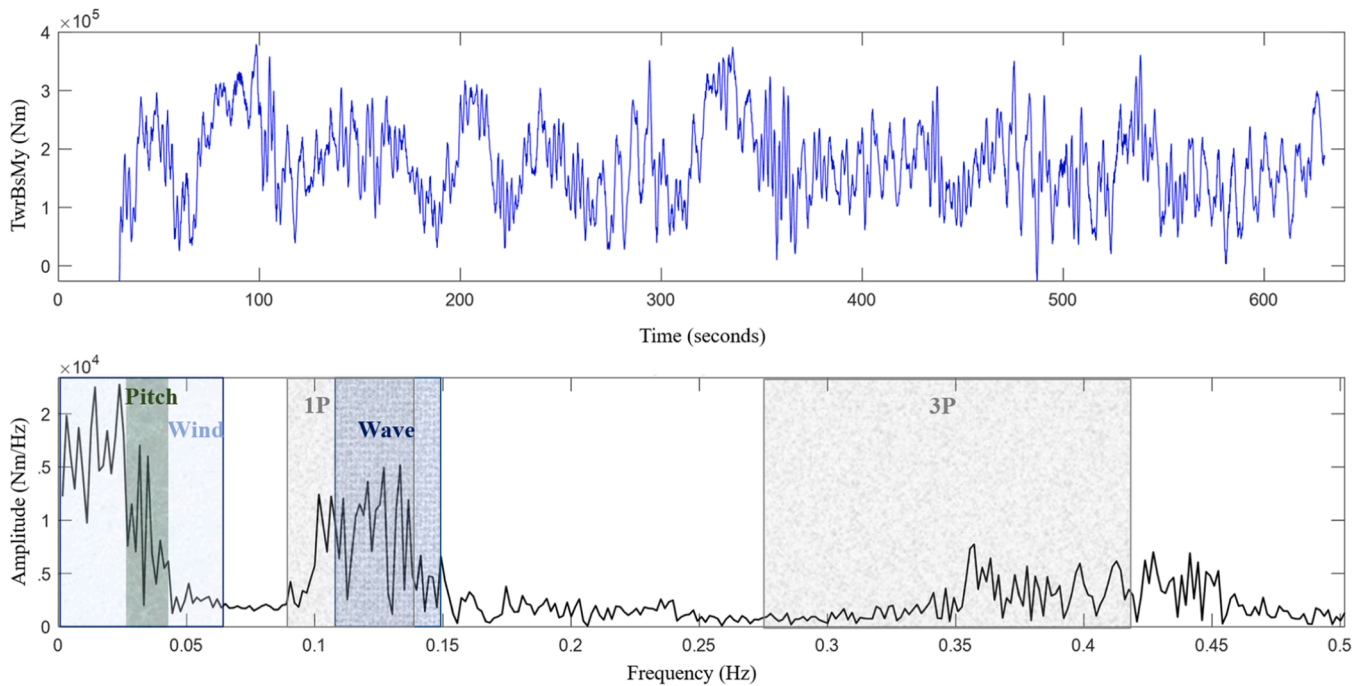 ×10⁵
4
3
2
1
0
TwrBsMy (Nm)
0 100 200 300 400 500 600
Time (seconds)
×10⁴
Pitch
Wind
1P
Wave
3P
2
.5
1
.5
0
Amplitude (Nm/Hz)
0 0.05 0.1 0.15 0.2 0.25 0.3 0.35 0.4 0.45 0.5
Frequency (Hz)